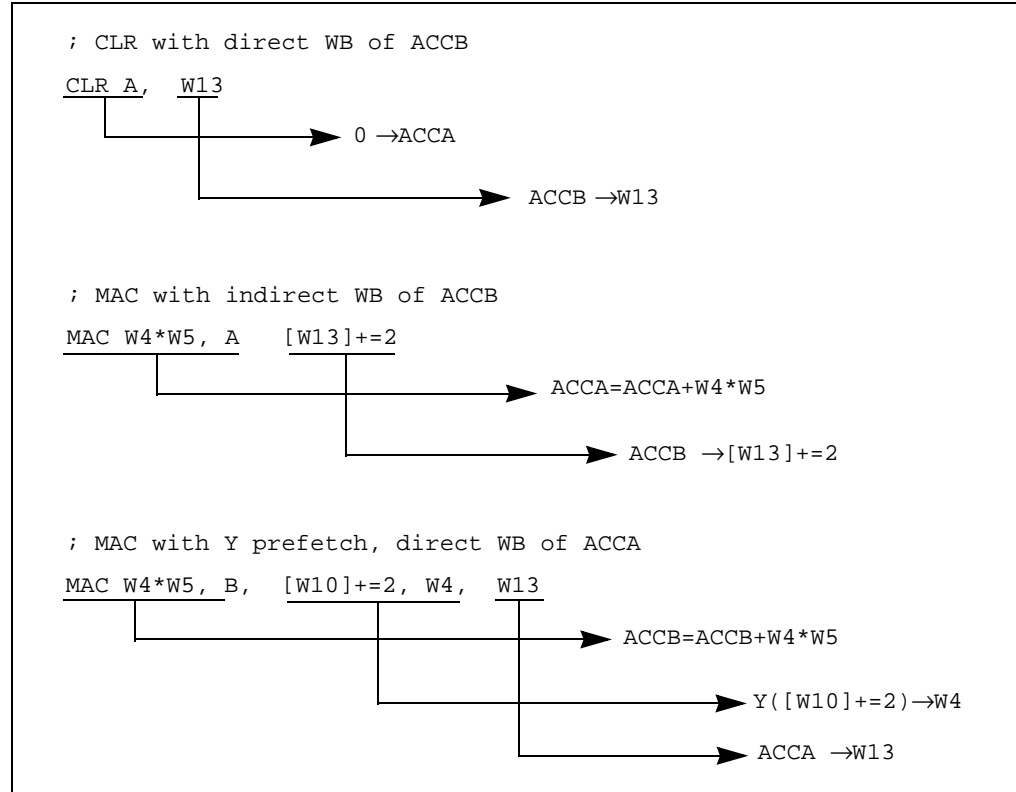 ; CLR with direct WB of ACCB
CLR A, W13
0 →ACCA
ACCB →W13
; MAC with indirect WB of ACCB
MAC W4*W5, A [W13]+=2
ACCA=ACCA+W4*W5
ACCB →[W13]+=2
; MAC with Y prefetch, direct WB of ACCA
MAC W4*W5, B, [W10]+=2, W4, W13
ACCB=ACCB+W4*W5
Y([W10]+=2)→W4
ACCA →W13